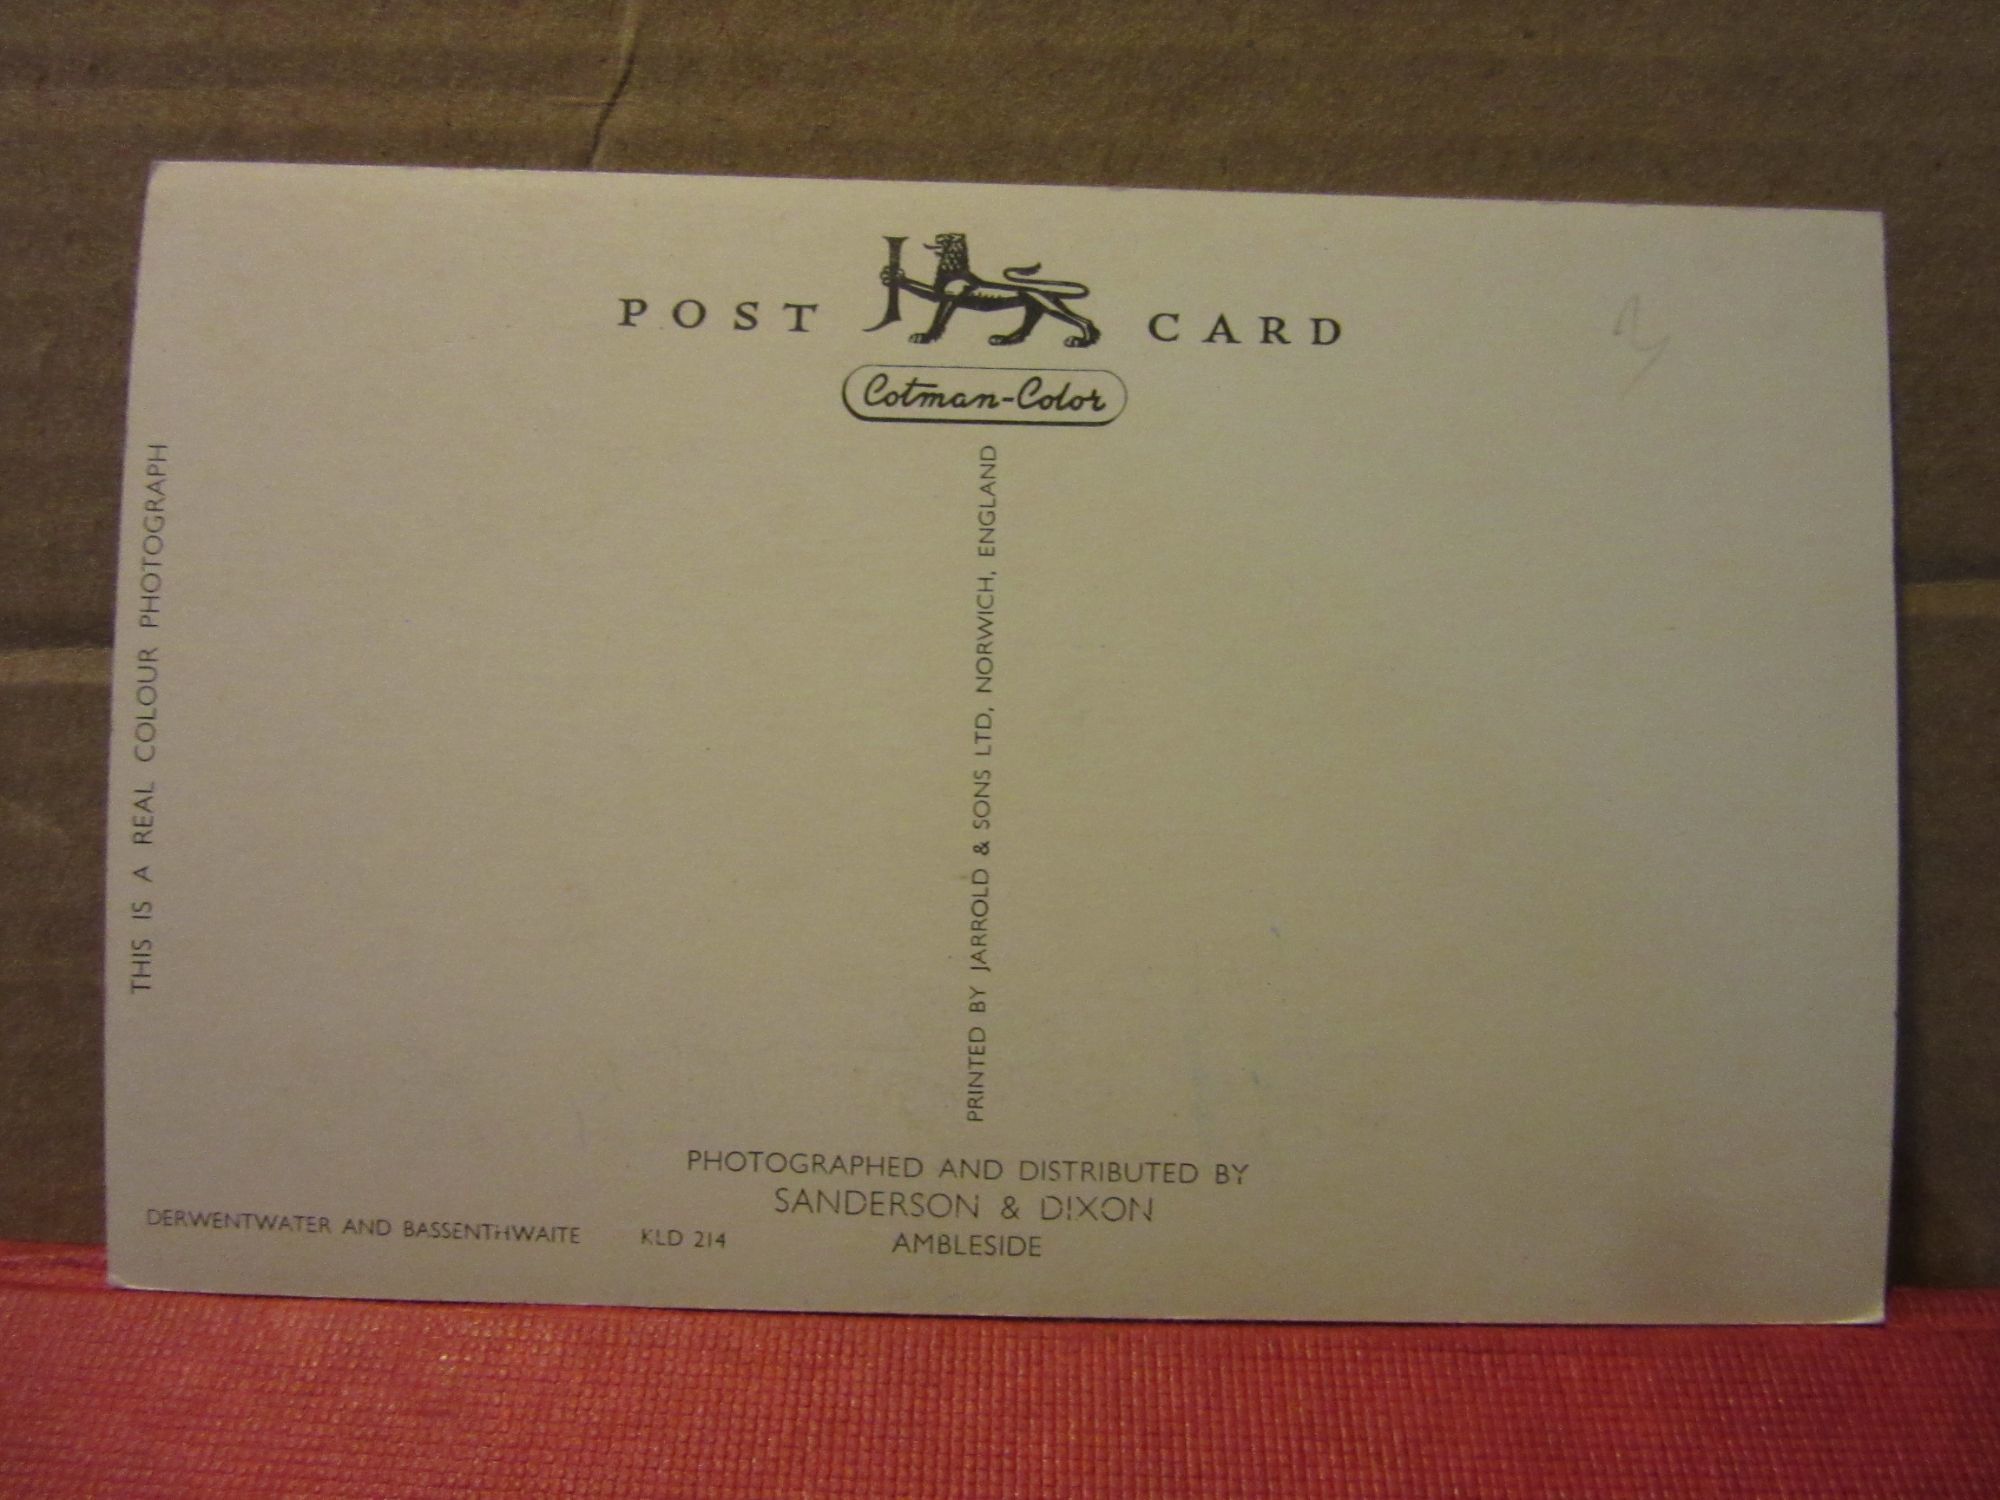 POST J CARD
Cotman-Color
THIS IS A REAL COLOUR PHOTOGRAPH
PRINTED BY JARROLD & SONS LTD, NORWICH, ENGLAND
PHOTOGRAPHED AND DISTRIBUTED BY
SANDERSON & DIXON
AMBLESIDE
DERWENTWATER AND BASSENTHWAITE KLD 214